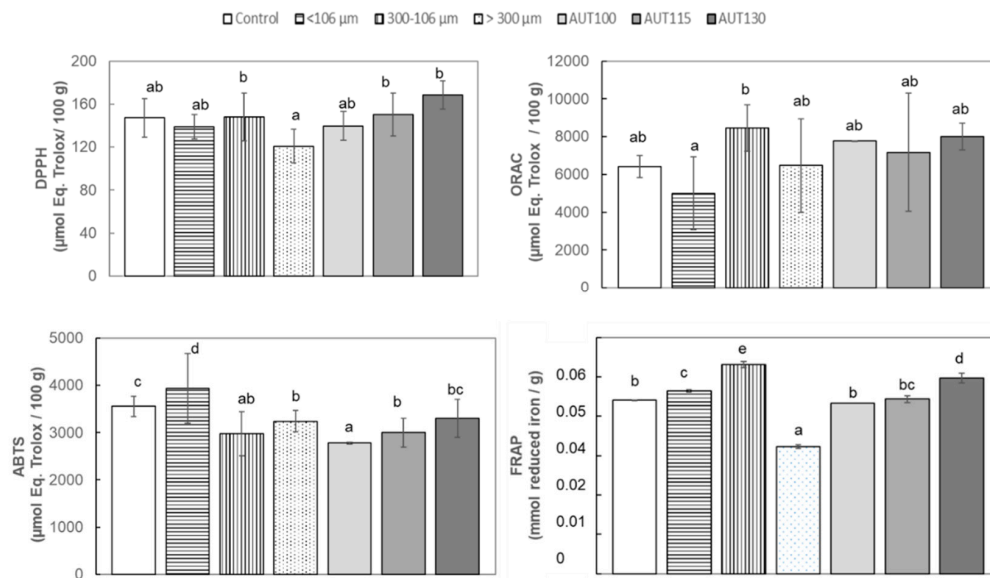 Control <106 µm 300-106 µm > 300 µm AUT100 AUT115 AUT130
DPPH
(µmol Eq. Trolox/ 100 g)
200
160
120
80
40
0
ab ab b a ab b b
ORAC
(µmol Eq. Trolox / 100 g)
12000
10000
8000
6000
4000
2000
0
ab a b ab ab ab ab
ABTS
(µmol Eq. Trolox / 100 g)
5000
4000
3000
2000
1000
0
c d ab b a b bc
FRAP
(mmol reduced iron / g)
0.06
0.05
0.04
0.02
0.01
0
b c e a b bc d